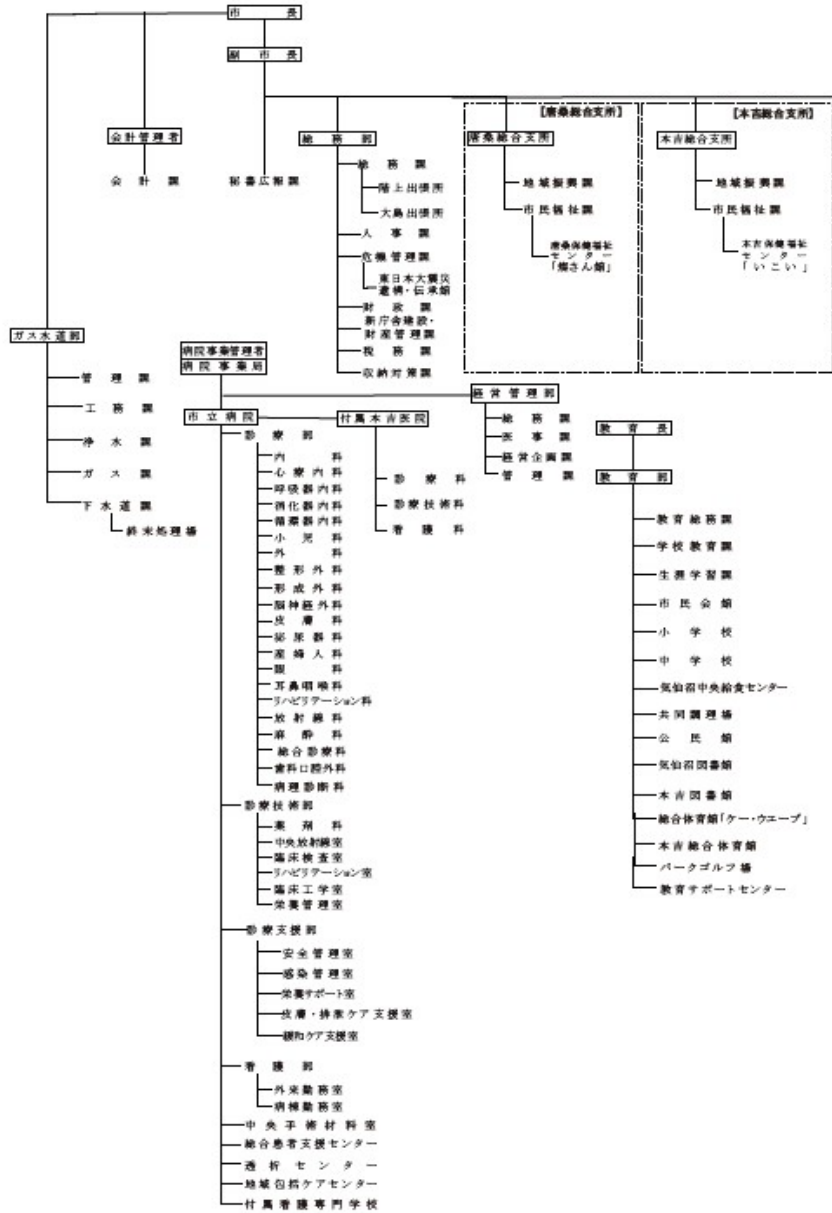 市長
副市長
【唐桑総合支所】
【本吉総合支所】
会計管理者
総務部
唐桑総合支所
本吉総合支所
会計課
秘書広報課
総務課
階上出張所
大島出張所
人事課
危機管理課
東日本大震災
遺構・伝承館
財政課
新庁舎建設・
財産管理課
税務課
収納対策課
地域振興課
市民福祉課
唐桑保健福祉
センター
「燦さん館」
地域振興課
市民福祉課
本吉保健福祉
センター
「いこい」
ガス水道部
管理課
工務課
浄水課
ガス課
下水道課
終末処理場
病院事業管理者
病院事業局
経営管理部
総務課
医事課
経営企画課
管理課
市立病院
付属本吉医院
診療科
診療技術科
看護科
診療部
内科
心療内科
呼吸器内科
消化器内科
循環器内科
小児科
外科
整形外科
形成外科
脳神経外科
皮膚科
泌尿器科
産婦人科
眼科
耳鼻咽喉科
リハビリテーション科
放射線科
麻酔科
総合診療科
歯科口腔外科
病理診断科
診療技術部
薬剤科
中央放射線室
臨床検査室
リハビリテーション室
臨床工学室
栄養管理室
診療支援部
安全管理室
感染管理室
栄養サポート室
皮膚・排泄ケア支援室
緩和ケア支援室
看護部
外来勤務室
病棟勤務室
中央手術材料室
総合患者支援センター
透析センター
地域包括ケアセンター
付属看護専門学校
教育長
教育部
教育総務課
学校教育課
生涯学習課
市民会館
小学校
中学校
気仙沼中央給食センター
共同調理場
公民館
気仙沼図書館
本吉図書館
総合体育館「ケー・ウエーブ」
本吉総合体育館
パークゴルフ場
教育サポートセンター